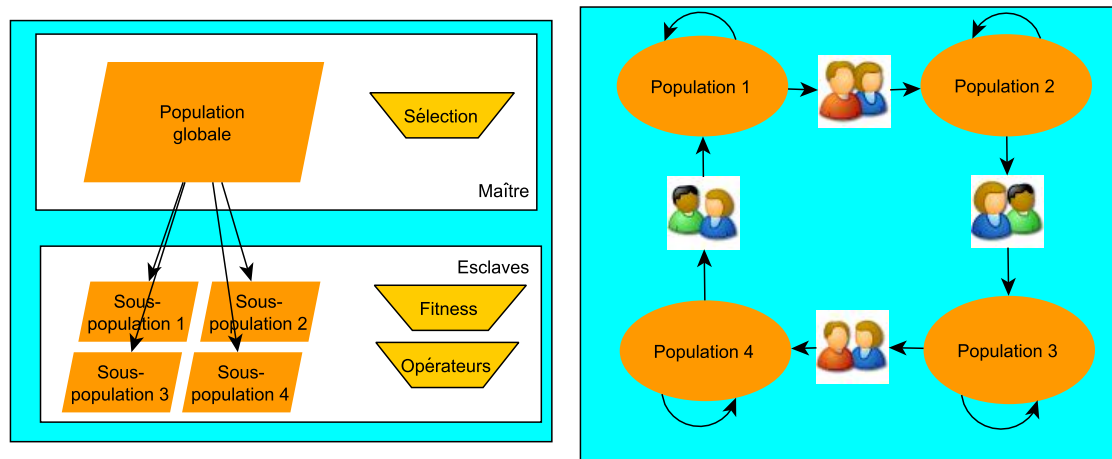 Population
globale
Sélection
Maître
Esclaves
Sous-
population 1
Sous-
population 2
Sous-
population 3
Sous-
population 4
Fitness
Opérateurs
Population 1
Population 2
Population 4
Population 3